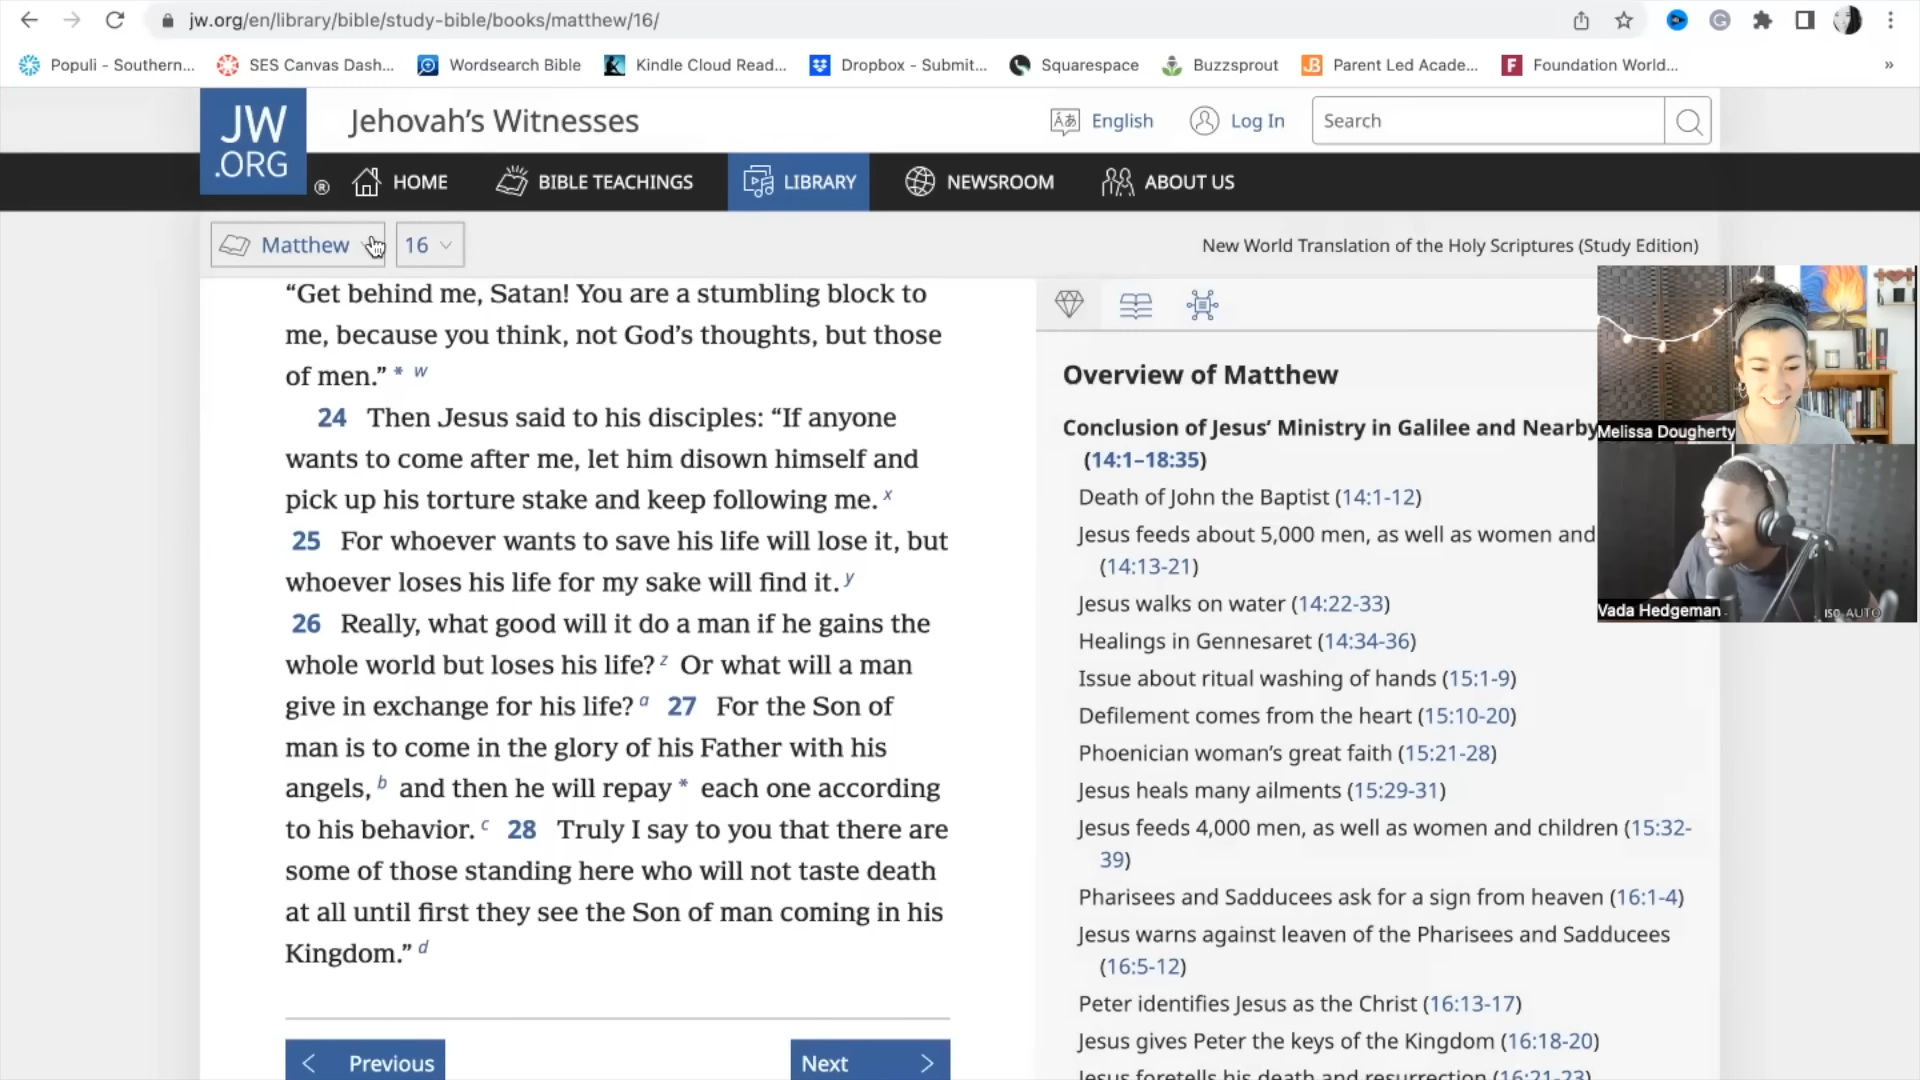 jw.org/en/library/bible/study-bible/books/matthew/16/
Populi - Southern...
SES Canvas Dash...
Wordsearch Bible
Kindle Cloud Read...
Dropbox - Submit...
Squarespace
Buzzsprout
Parent Led Acade...
Foundation World...
»
JW
.ORG
®
Jehovah's Witnesses
English
Log In
Search
HOME
BIBLE TEACHINGS
LIBRARY
NEWSROOM
ABOUT US
Matthew
16
New World Translation of the Holy Scriptures (Study Edition)
“Get behind me, Satan! You are a stumbling block to
me, because you think, not God’s thoughts, but those
of men.” * w
24 Then Jesus said to his disciples: “If anyone
wants to come after me, let him disown himself and
pick up his torture stake and keep following me. x
25 For whoever wants to save his life will lose it, but
whoever loses his life for my sake will find it. y
26 Really, what good will it do a man if he gains the
whole world but loses his life? z Or what will a man
give in exchange for his life? a 27 For the Son of
man is to come in the glory of his Father with his
angels, b and then he will repay * each one according
to his behavior. c 28 Truly I say to you that there are
some of those standing here who will not taste death
at all until first they see the Son of man coming in his
Kingdom.” d
Previous
Next
Overview of Matthew
Conclusion of Jesus’ Ministry in Galilee and Nearby
(14:1–18:35)
Death of John the Baptist (14:1-12)
Jesus feeds about 5,000 men, as well as women and
(14:13-21)
Jesus walks on water (14:22-33)
Healings in Gennesaret (14:34-36)
Issue about ritual washing of hands (15:1-9)
Defilement comes from the heart (15:10-20)
Phoenician woman’s great faith (15:21-28)
Jesus heals many ailments (15:29-31)
Jesus feeds 4,000 men, as well as women and children (15:32-
39)
Pharisees and Sadducees ask for a sign from heaven (16:1-4)
Jesus warns against leaven of the Pharisees and Sadducees
(16:5-12)
Peter identifies Jesus as the Christ (16:13-17)
Jesus gives Peter the keys of the Kingdom (16:18-20)
Jesus foretells his death and resurrection (16:21-23)
Melissa Dougherty
Vada Hedgeman
ISO AUTO